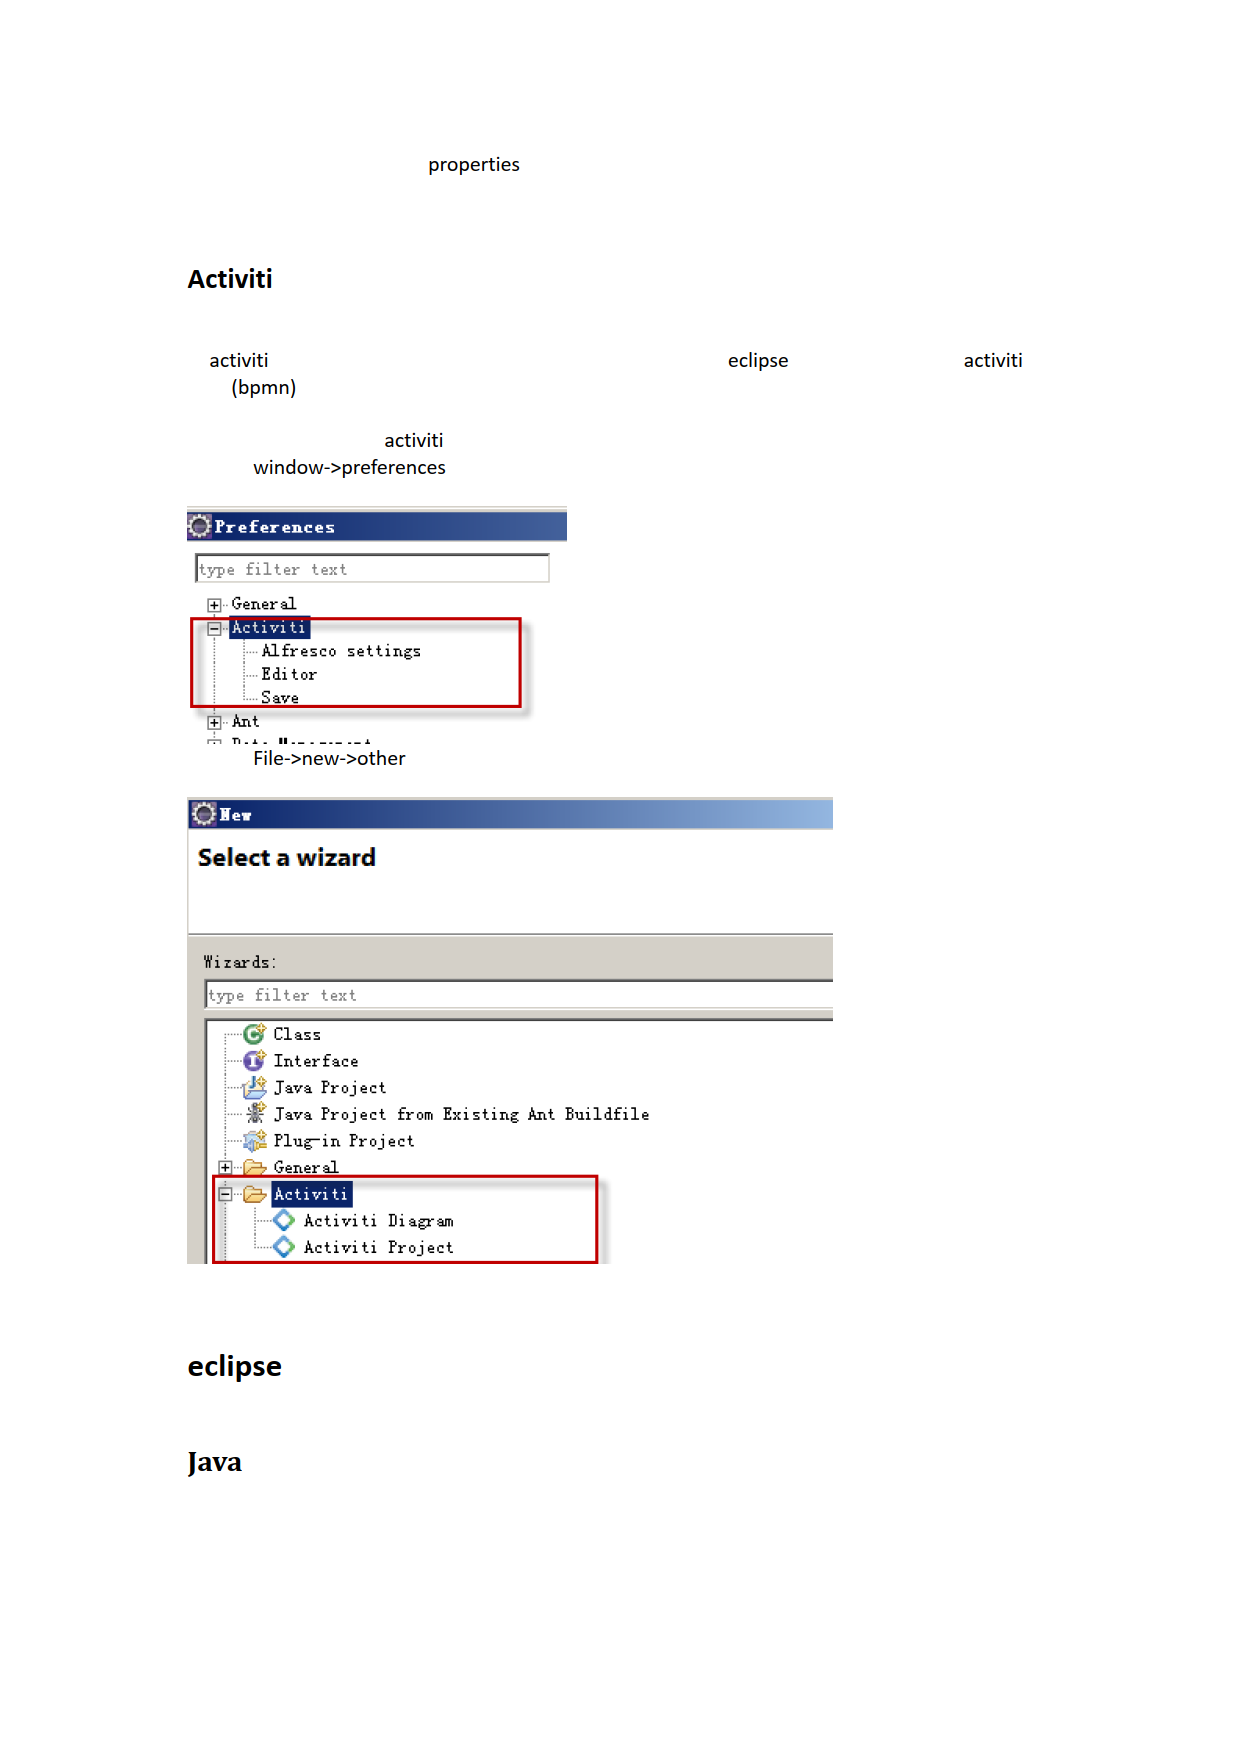 properties
Activiti
activiti eclipse activiti
(bpmn)
activiti
window->preferences
Preferences
type filter text
General
Activiti
Alfresco settings
Editor
Save
Ant
File->new->other
New
Select a wizard
Wizards:
type filter text
Class
Interface
Java Project
Java Project from Existing Ant Buildfile
Plug-in Project
General
Activiti
Activiti Diagram
Activiti Project
eclipse
Java